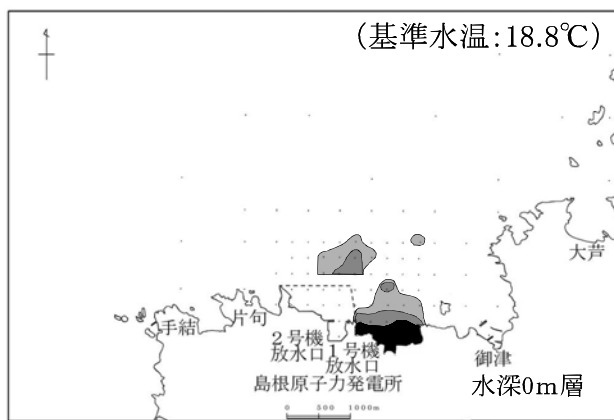 (基準水温:18.8℃)
大芦
片句
手結
2号機
放水口
1号機
放水口
御津
島根原子力発電所
水深0m層
0 500 1000m